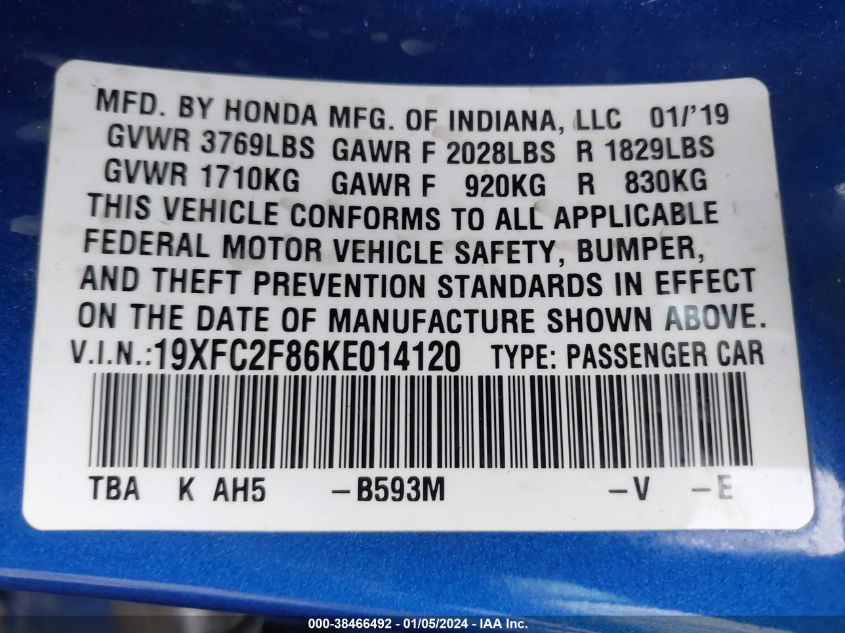 MFD. BY HONDA MFG. OF INDIANA, LLC 01/'19
GVWR 3769LBS GAWR F 2028LBS R 1829LBS
GVWR 1710KG GAWR F 920KG R 830KG
THIS VEHICLE CONFORMS TO ALL APPLICABLE
FEDERAL MOTOR VEHICLE SAFETY, BUMPER,
AND THEFT PREVENTION STANDARDS IN EFFECT
ON THE DATE OF MANUFACTURE SHOWN ABOVE.
V.I.N.:19XFC2F86KE014120 TYPE: PASSENGER CAR
TBA K AH5 -B593M -V -E
000-38466492 - 01/05/2024 - IAA, Inc.